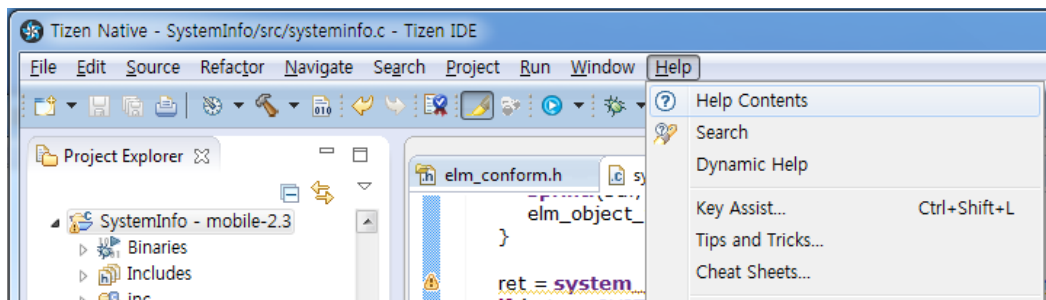 Tizen Native - SystemInfo/src/systeminfo.c - Tizen IDE
File Edit Source Refactor Navigate Search Project Run Window Help
Project Explorer
SystemInfo - mobile-2.3
Binaries
Includes
inc
elm_conform.h
elm_object_
}
ret = system_
Help Contents
Search
Dynamic Help
Key Assist... Ctrl+Shift+L
Tips and Tricks...
Cheat Sheets...